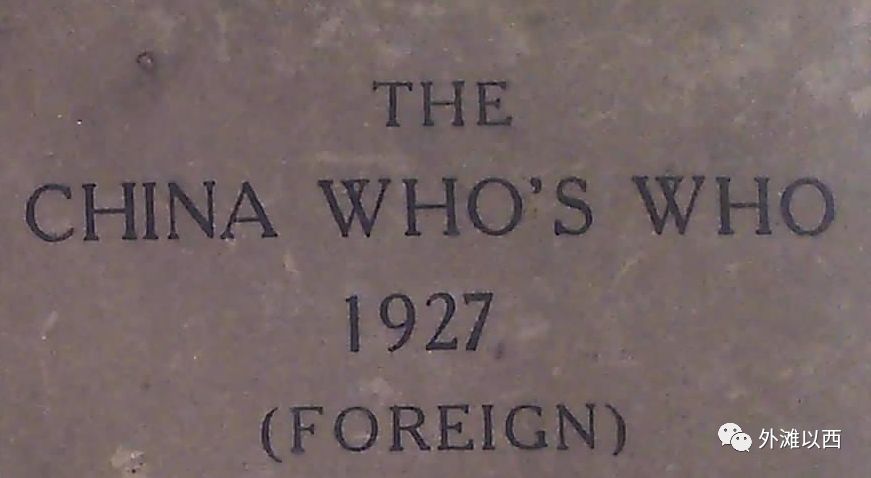 THE
CHINA WHO'S WHO
1927
(FOREIGN)
外滩以西